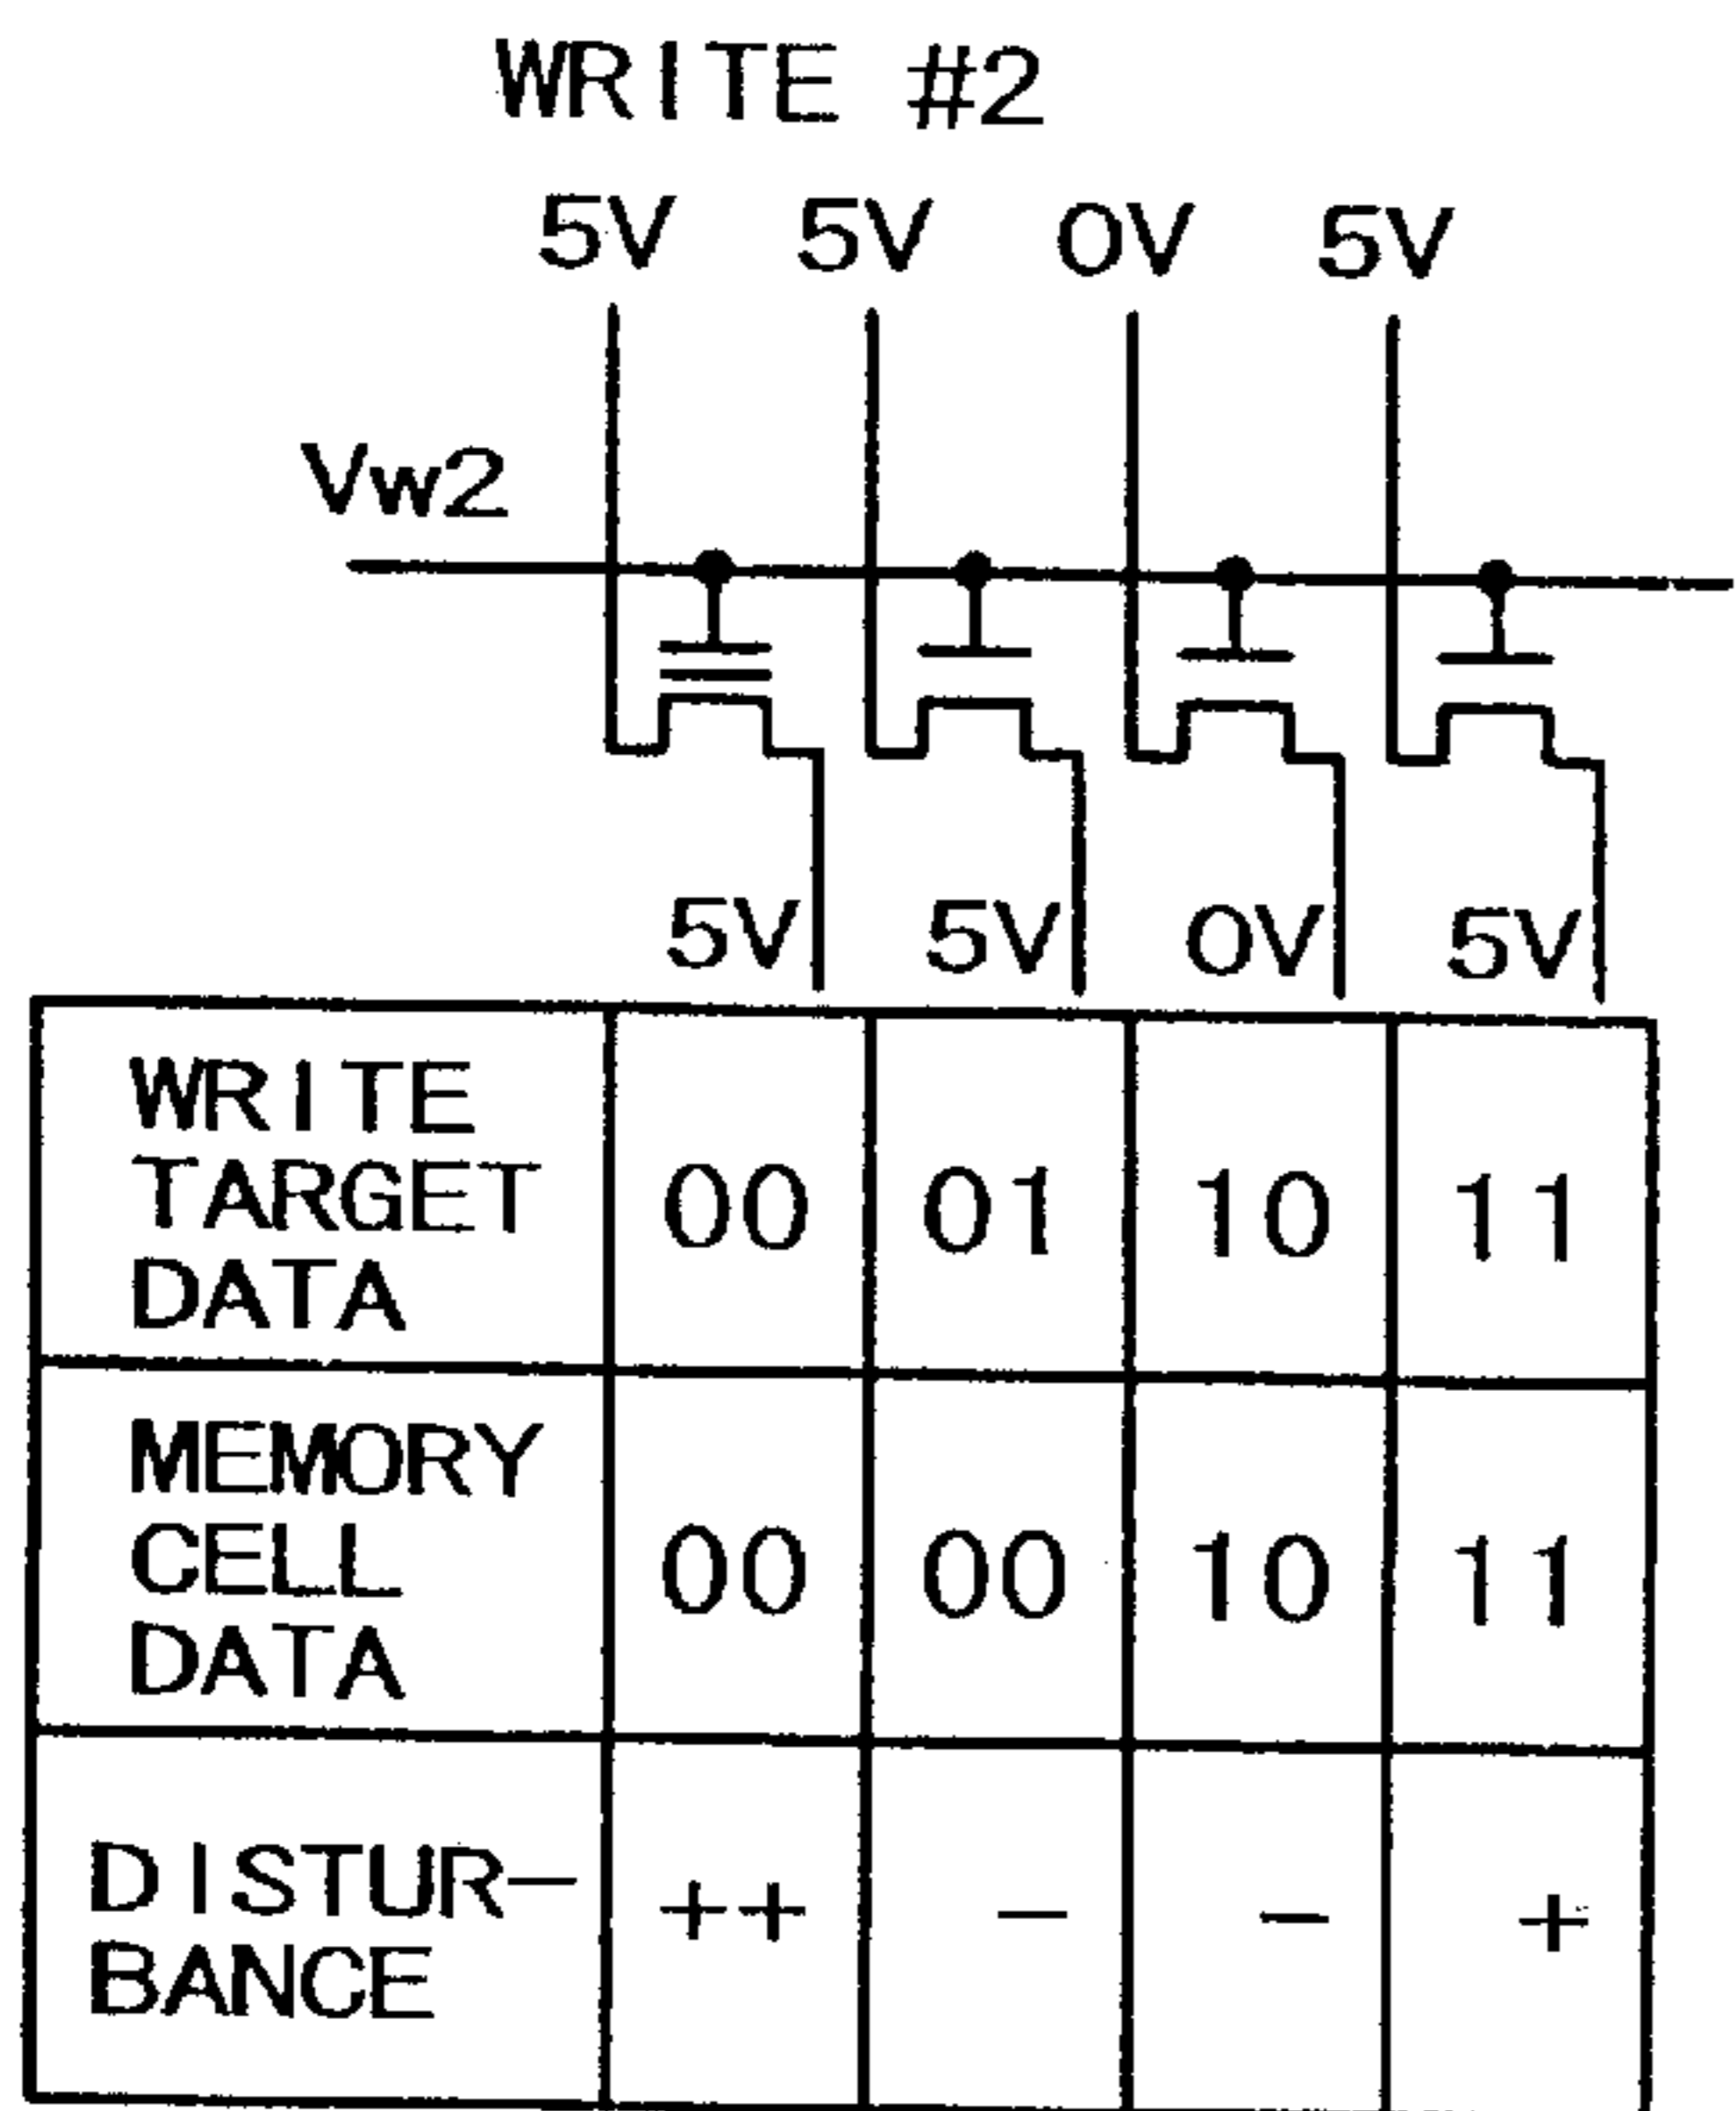 WRITE #2
5V 5V 0V 5V
Vw2
5V 5V 0V 5V
WRITE
TARGET
DATA
00 01 10 11
MEMORY
CELL
DATA
00 00 10 11
DISTUR-
BANCE
++ - - +